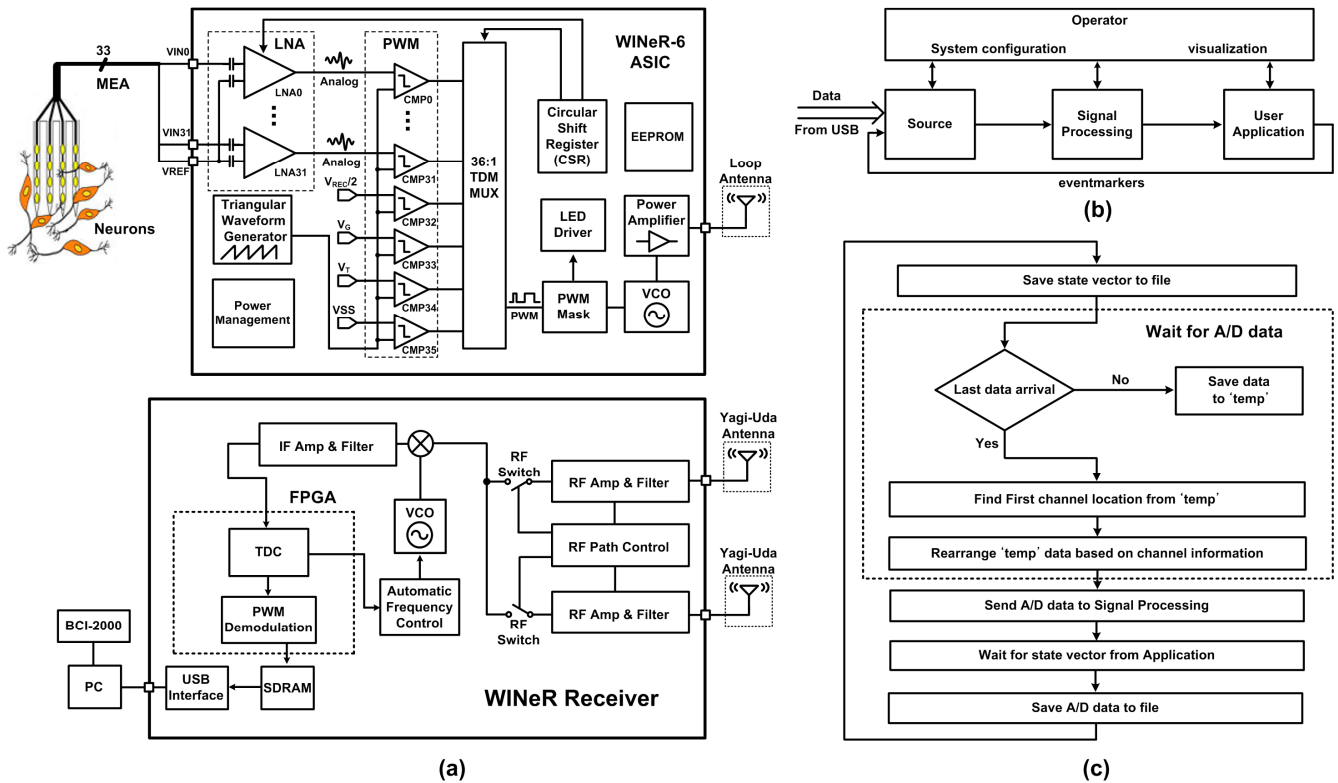 33
MEA
Neurons
VIN0
VIN31
VREF
LNA
LNA0
LNA31
Analog
Analog
PWM
CMP0
CMP31
CMP32
CMP33
CMP34
CMP35
VREC/2
VG
VT
VSS
Triangular
Waveform
Generator
Power
Management
36:1
TDM
MUX
WINeR-6
ASIC
Circular
Shift
Register
(CSR)
EEPROM
LED
Driver
Power
Amplifier
PWM
PWM
Mask
VCO
Loop
Antenna
IF Amp & Filter
FPGA
TDC
PWM
Demodulation
VCO
Automatic
Frequency
Control
RF
Switch
RF Amp & Filter
RF Path Control
RF Amp & Filter
RF
Switch
Yagi-Uda
Antenna
Yagi-Uda
Antenna
BCI-2000
PC
USB
Interface
SDRAM
WINeR Receiver
(a)
Operator
System configuration
visualization
Data
From USB
Source
Signal
Processing
User
Application
eventmarkers
(b)
Save state vector to file
Wait for A/D data
Last data arrival
No
Save data
to ‘temp’
Yes
Find First channel location from ‘temp’
Rearrange ‘temp’ data based on channel information
Send A/D data to Signal Processing
Wait for state vector from Application
Save A/D data to file
(c)